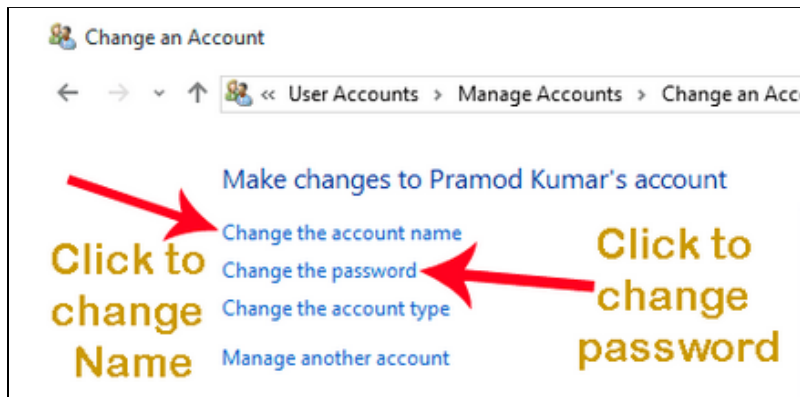 Change an Account
« User Accounts > Manage Accounts > Change an Acc
Make changes to Pramod Kumar's account
Change the account name
Change the password
Change the account type
Manage another account
Click to
change
Name
Click to
change
password